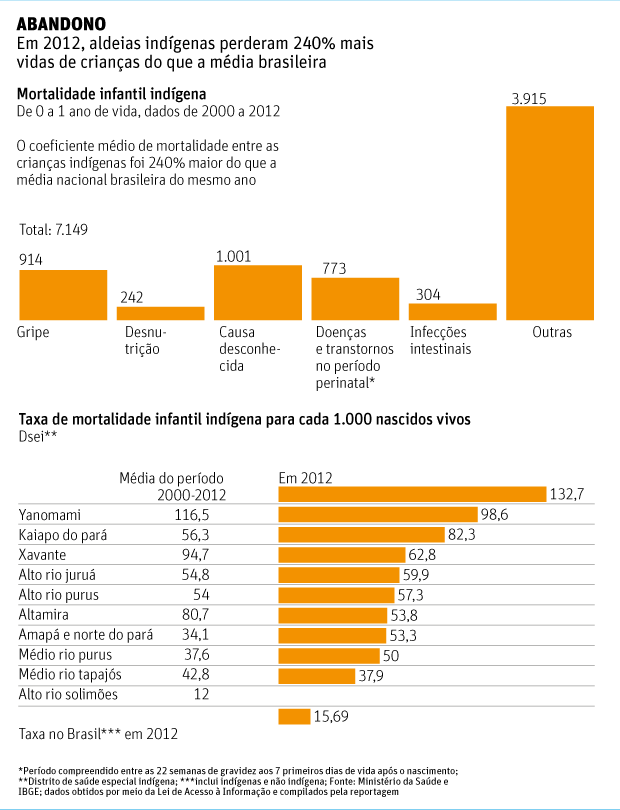 ABANDONO
Em 2012, aldeias indígenas perderam 240% mais
vidas de crianças do que a média brasileira
Mortalidade infantil indígena
De 0 a 1 ano de vida, dados de 2000 a 2012
O coeficiente médio de mortalidade entre as
crianças indígenas foi 240% maior do que a
média nacional brasileira do mesmo ano
Total: 7.149
914
242
1.001
773
304
3.915
Gripe
Desnu-
trição
Causa
desconhe-
cida
Doenças
e transtornos
no período
perinatal*
Infecções
intestinais
Outras
Taxa de mortalidade infantil indígena para cada 1.000 nascidos vivos
Dsei**
Média do período
2000-2012
Em 2012
132,7
Yanomami 116,5 98,6
Kaiapo do pará 56,3 82,3
Xavante 94,7 62,8
Alto rio juruá 54,8 59,9
Alto rio purus 54 57,3
Altamira 80,7 53,8
Amapá e norte do pará 34,1 53,3
Médio rio purus 37,6 50
Médio rio tapajós 42,8 37,9
Alto rio solimões 12
15,69
Taxa no Brasil*** em 2012
*Período compreendido entre as 22 semanas de gravidez aos 7 primeiros dias de vida após o nascimento;
**Distrito de saúde especial indígena; ***inclui indígenas e não indígena; Fonte: Ministério da Saúde e
IBGE; dados obtidos por meio da Lei de Acesso à Informação e compilados pela reportagem